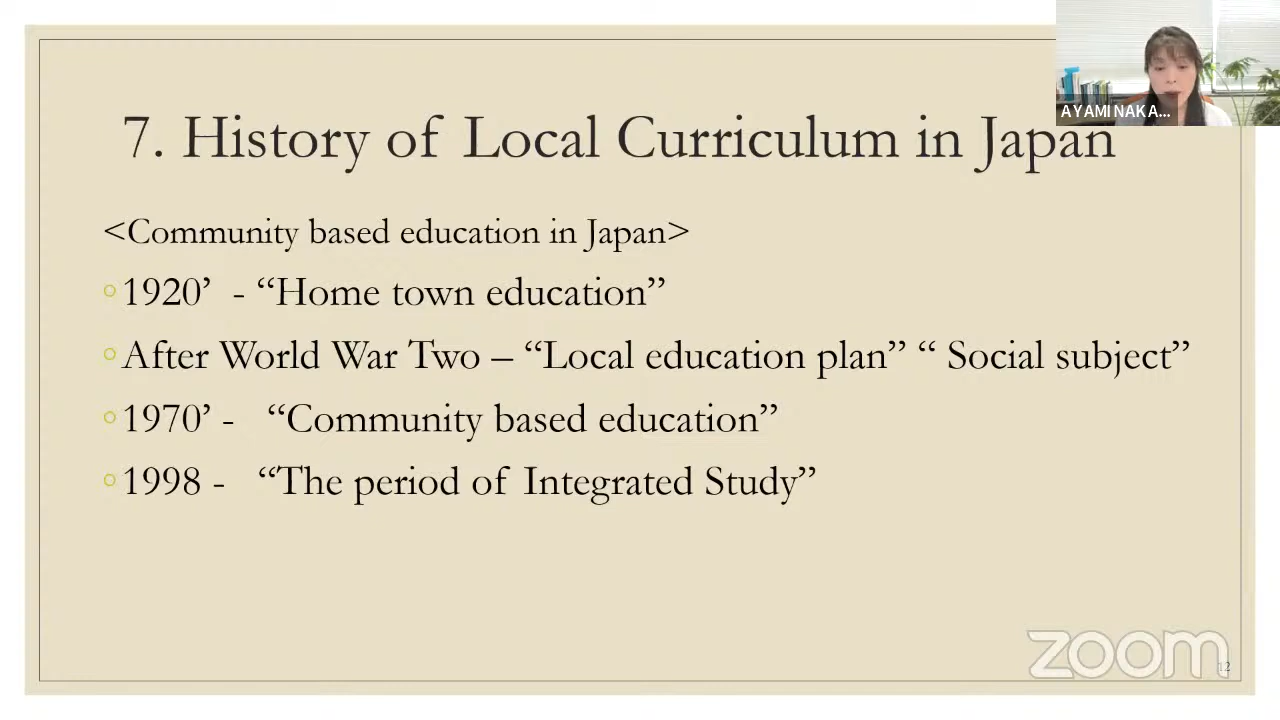 AYAMI NAKA...
7. History of Local Curriculum in Japan
<Community based education in Japan>
1920’ - “Home town education”
After World War Two – “Local education plan” “ Social subject”
1970’ - “Community based education”
1998 - “The period of Integrated Study”
zoom
12